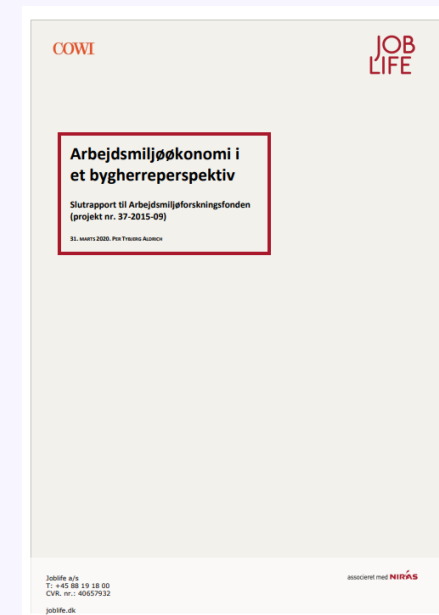 COWI
JOB
LIFE
Arbejdsmiljøøkonomi i
et bygherreperspektiv
Slutrapport til Arbejdsmiljøforskningsfonden
(projekt nr. 37-2015-09)
31. MARTS 2020. PER TYBJERG ALDRICH
Joblife a/s
T: +45 88 19 18 00
CVR. nr.: 40657932
joblife.dk
associeret med NIRAS